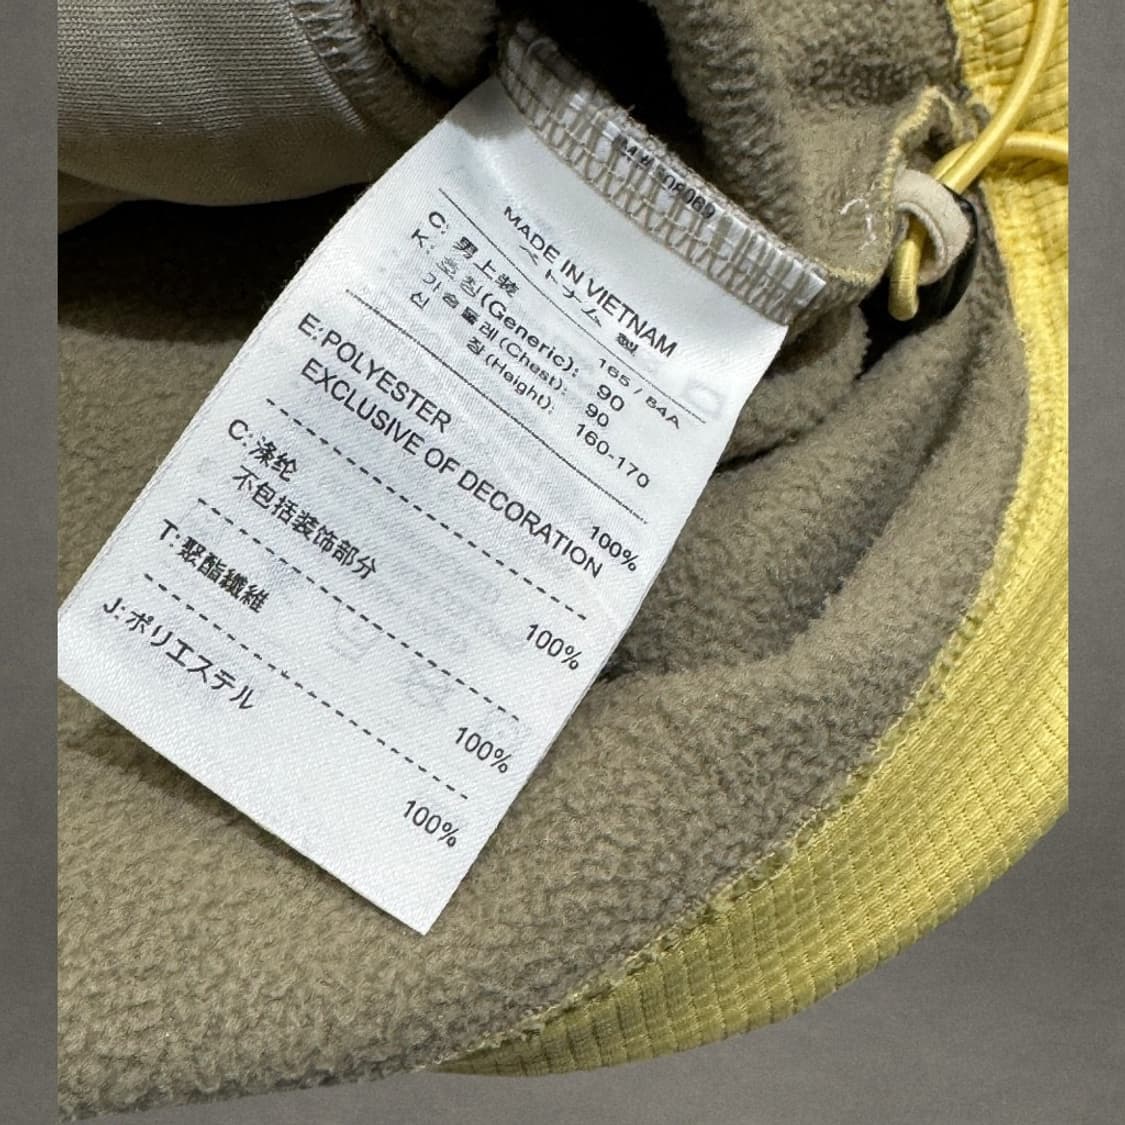 MADE IN VIETNAM
ベトナム 製
C: 男上装 165 / 84A
K: 호칭(Generic): 90
가슴둘레(Chest): 90
신 장(Height): 160-170
E: POLYESTER 100%
EXCLUSIVE OF DECORATION
C: 涤纶 100%
不包括装饰部分
T: 聚酯纖維 100%
J: ポリエステル 100%